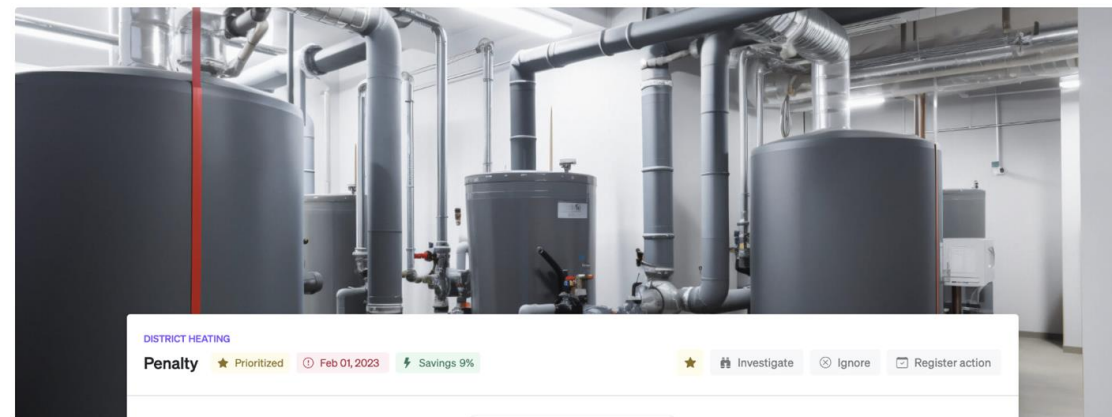 DISTRICT HEATING
Penalty Prioritized Feb 01, 2023 Savings 9% Investigate Ignore Register action